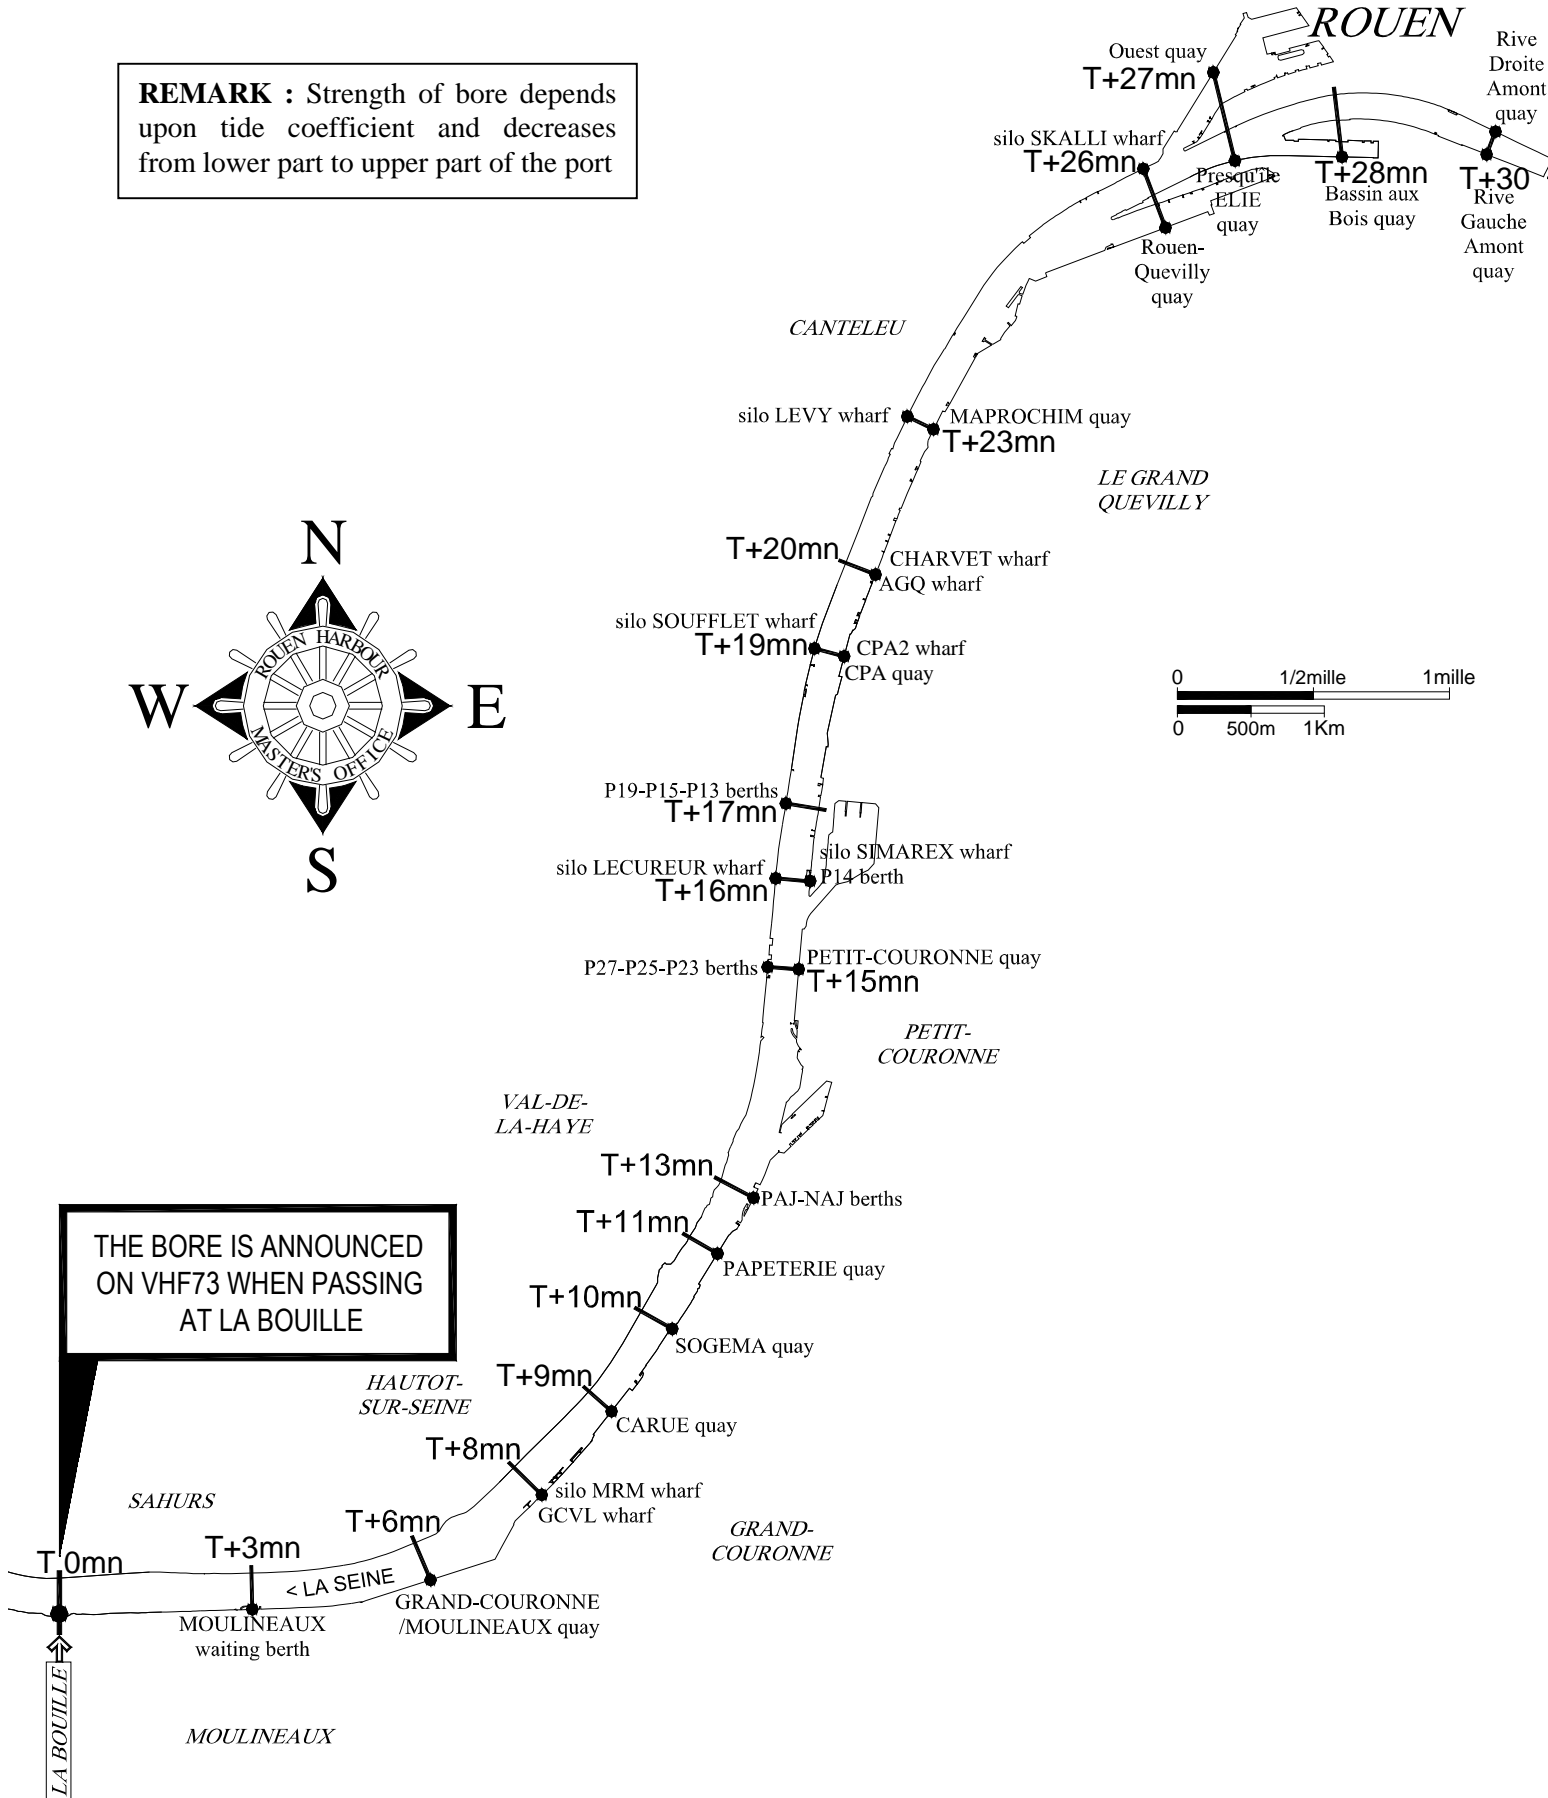 ROUEN
REMARK : Strength of bore depends
upon tide coefficient and decreases
from lower part to upper part of the port
Ouest quay
T+27mn
Rive
Droite
Amont
quay
silo SKALLI wharf
T+26mn
Presqu'île
ELIE
quay
T+28mn
Bassin aux
Bois quay
T+30
Rive
Gauche
Amont
quay
Rouen-
Quevilly
quay
CANTELEU
silo LEVY wharf
MAPROCHIM quay
T+23mn
LE GRAND
QUEVILLY
N
W
E
S
ROUEN HARBOUR
MASTER'S OFFICE
T+20mn
CHARVET wharf
AGQ wharf
silo SOUFFLET wharf
T+19mn
CPA2 wharf
CPA quay
0 1/2mille 1mille
0 500m 1Km
P19-P15-P13 berths
T+17mn
silo SIMAREX wharf
P14 berth
silo LECUREUR wharf
T+16mn
P27-P25-P23 berths
PETIT-COURONNE quay
T+15mn
PETIT-
COURONNE
VAL-DE-
LA-HAYE
T+13mn
PAJ-NAJ berths
T+11mn
PAPETERIE quay
THE BORE IS ANNOUNCED
ON VHF73 WHEN PASSING
AT LA BOUILLE
T+10mn
SOGEMA quay
HAUTOT-
SUR-SEINE
T+9mn
CARUE quay
T+8mn
silo MRM wharf
GCVL wharf
SAHURS
T+6mn
GRAND-
COURONNE
T 0mn
T+3mn
< LA SEINE
GRAND-COURONNE
/MOULINEAUX quay
MOULINEAUX
waiting berth
LA BOUILLE
MOULINEAUX